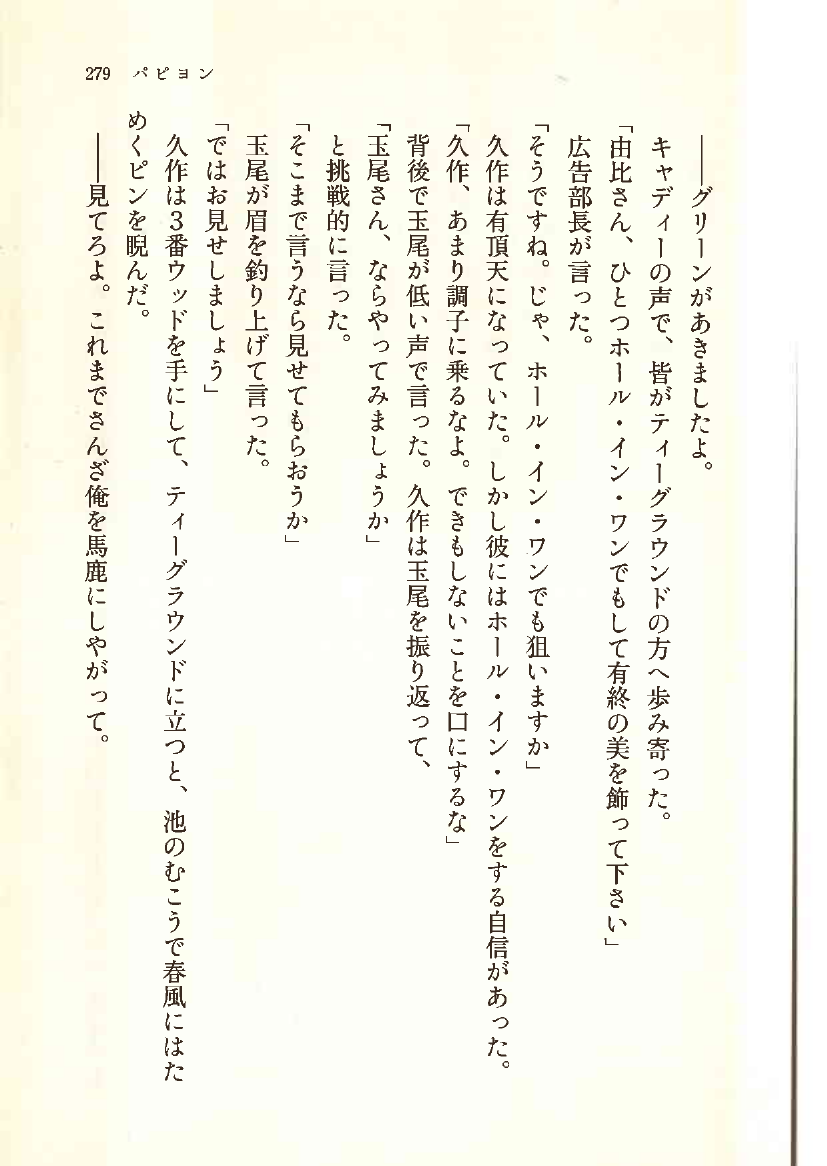 279 パピヨン
――グリーンがあきましたよ。
キャディーの声で、皆がティーグラウンドの方へ歩み寄った。
「由比さん、ひとつホール・イン・ワンでもして有終の美を飾って下さい」
広告部長が言った。
「そうですね。じゃ、ホール・イン・ワンでも狙いますか」
久作は有頂天になっていた。しかし彼にはホール・イン・ワンをする自信があった。
「久作、あまり調子に乗るなよ。できもしないことを口にするな」
背後で玉尾が低い声で言った。久作は玉尾を振り返って、
「玉尾さん、ならやってみましょうか」
と挑戦的に言った。
「そこまで言うなら見せてもらおうか」
玉尾が眉を釣り上げて言った。
「ではお見せしましょう」
久作は３番ウッドを手にして、ティーグラウンドに立つと、池のむこうで春風にはた
めくピンを睨んだ。
――見てろよ。これまでさんざ俺を馬鹿にしやがって。